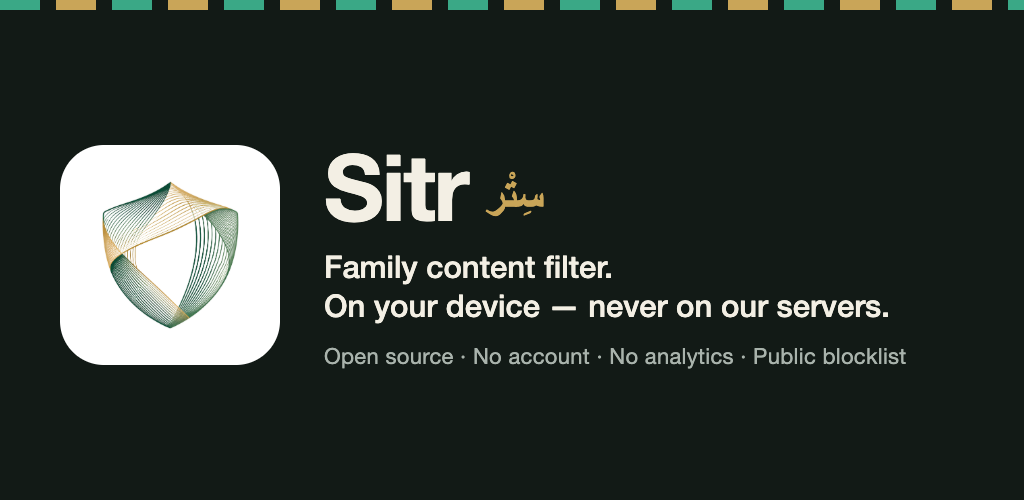 Sitr سِتْر
Family content filter.
On your device — never on our servers.
Open source · No account · No analytics · Public blocklist